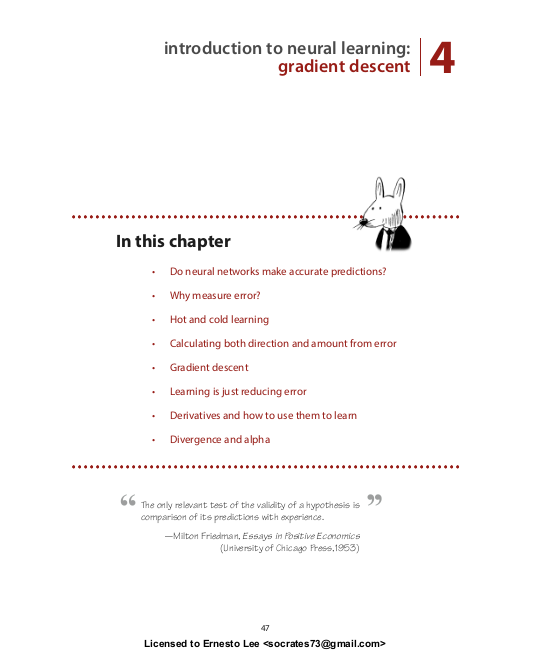 introduction to neural learning:
gradient descent
4
In this chapter
• Do neural networks make accurate predictions?
• Why measure error?
• Hot and cold learning
• Calculating both direction and amount from error
• Gradient descent
• Learning is just reducing error
• Derivatives and how to use them to learn
• Divergence and alpha
“ The only relevant test of the validity of a hypothesis is ”
comparison of its predictions with experience.
—Milton Friedman, Essays in Positive Economics
(University of Chicago Press,1953)
47
Licensed to Ernesto Lee <socrates73@gmail.com>